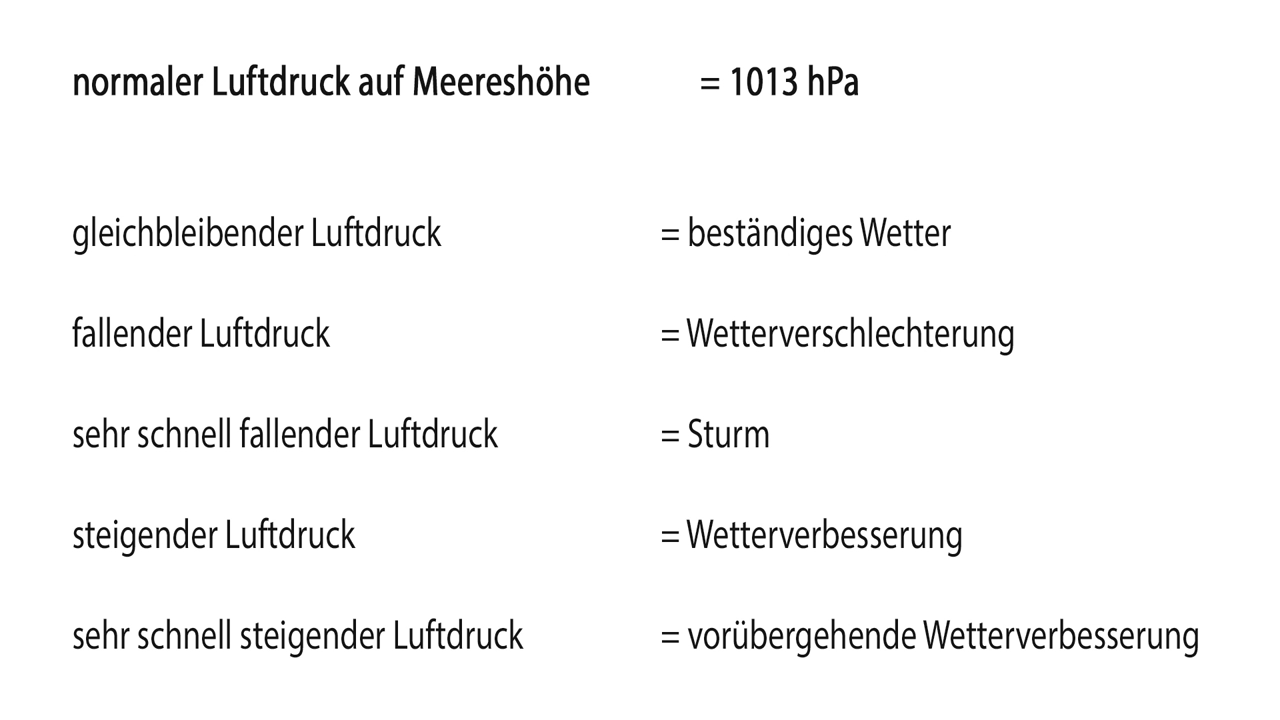 normaler Luftdruck auf Meereshöhe = 1013 hPa
gleichbleibender Luftdruck = beständiges Wetter
fallender Luftdruck = Wetterverschlechterung
sehr schnell fallender Luftdruck = Sturm
steigender Luftdruck = Wetterverbesserung
sehr schnell steigender Luftdruck = vorübergehende Wetterverbesserung